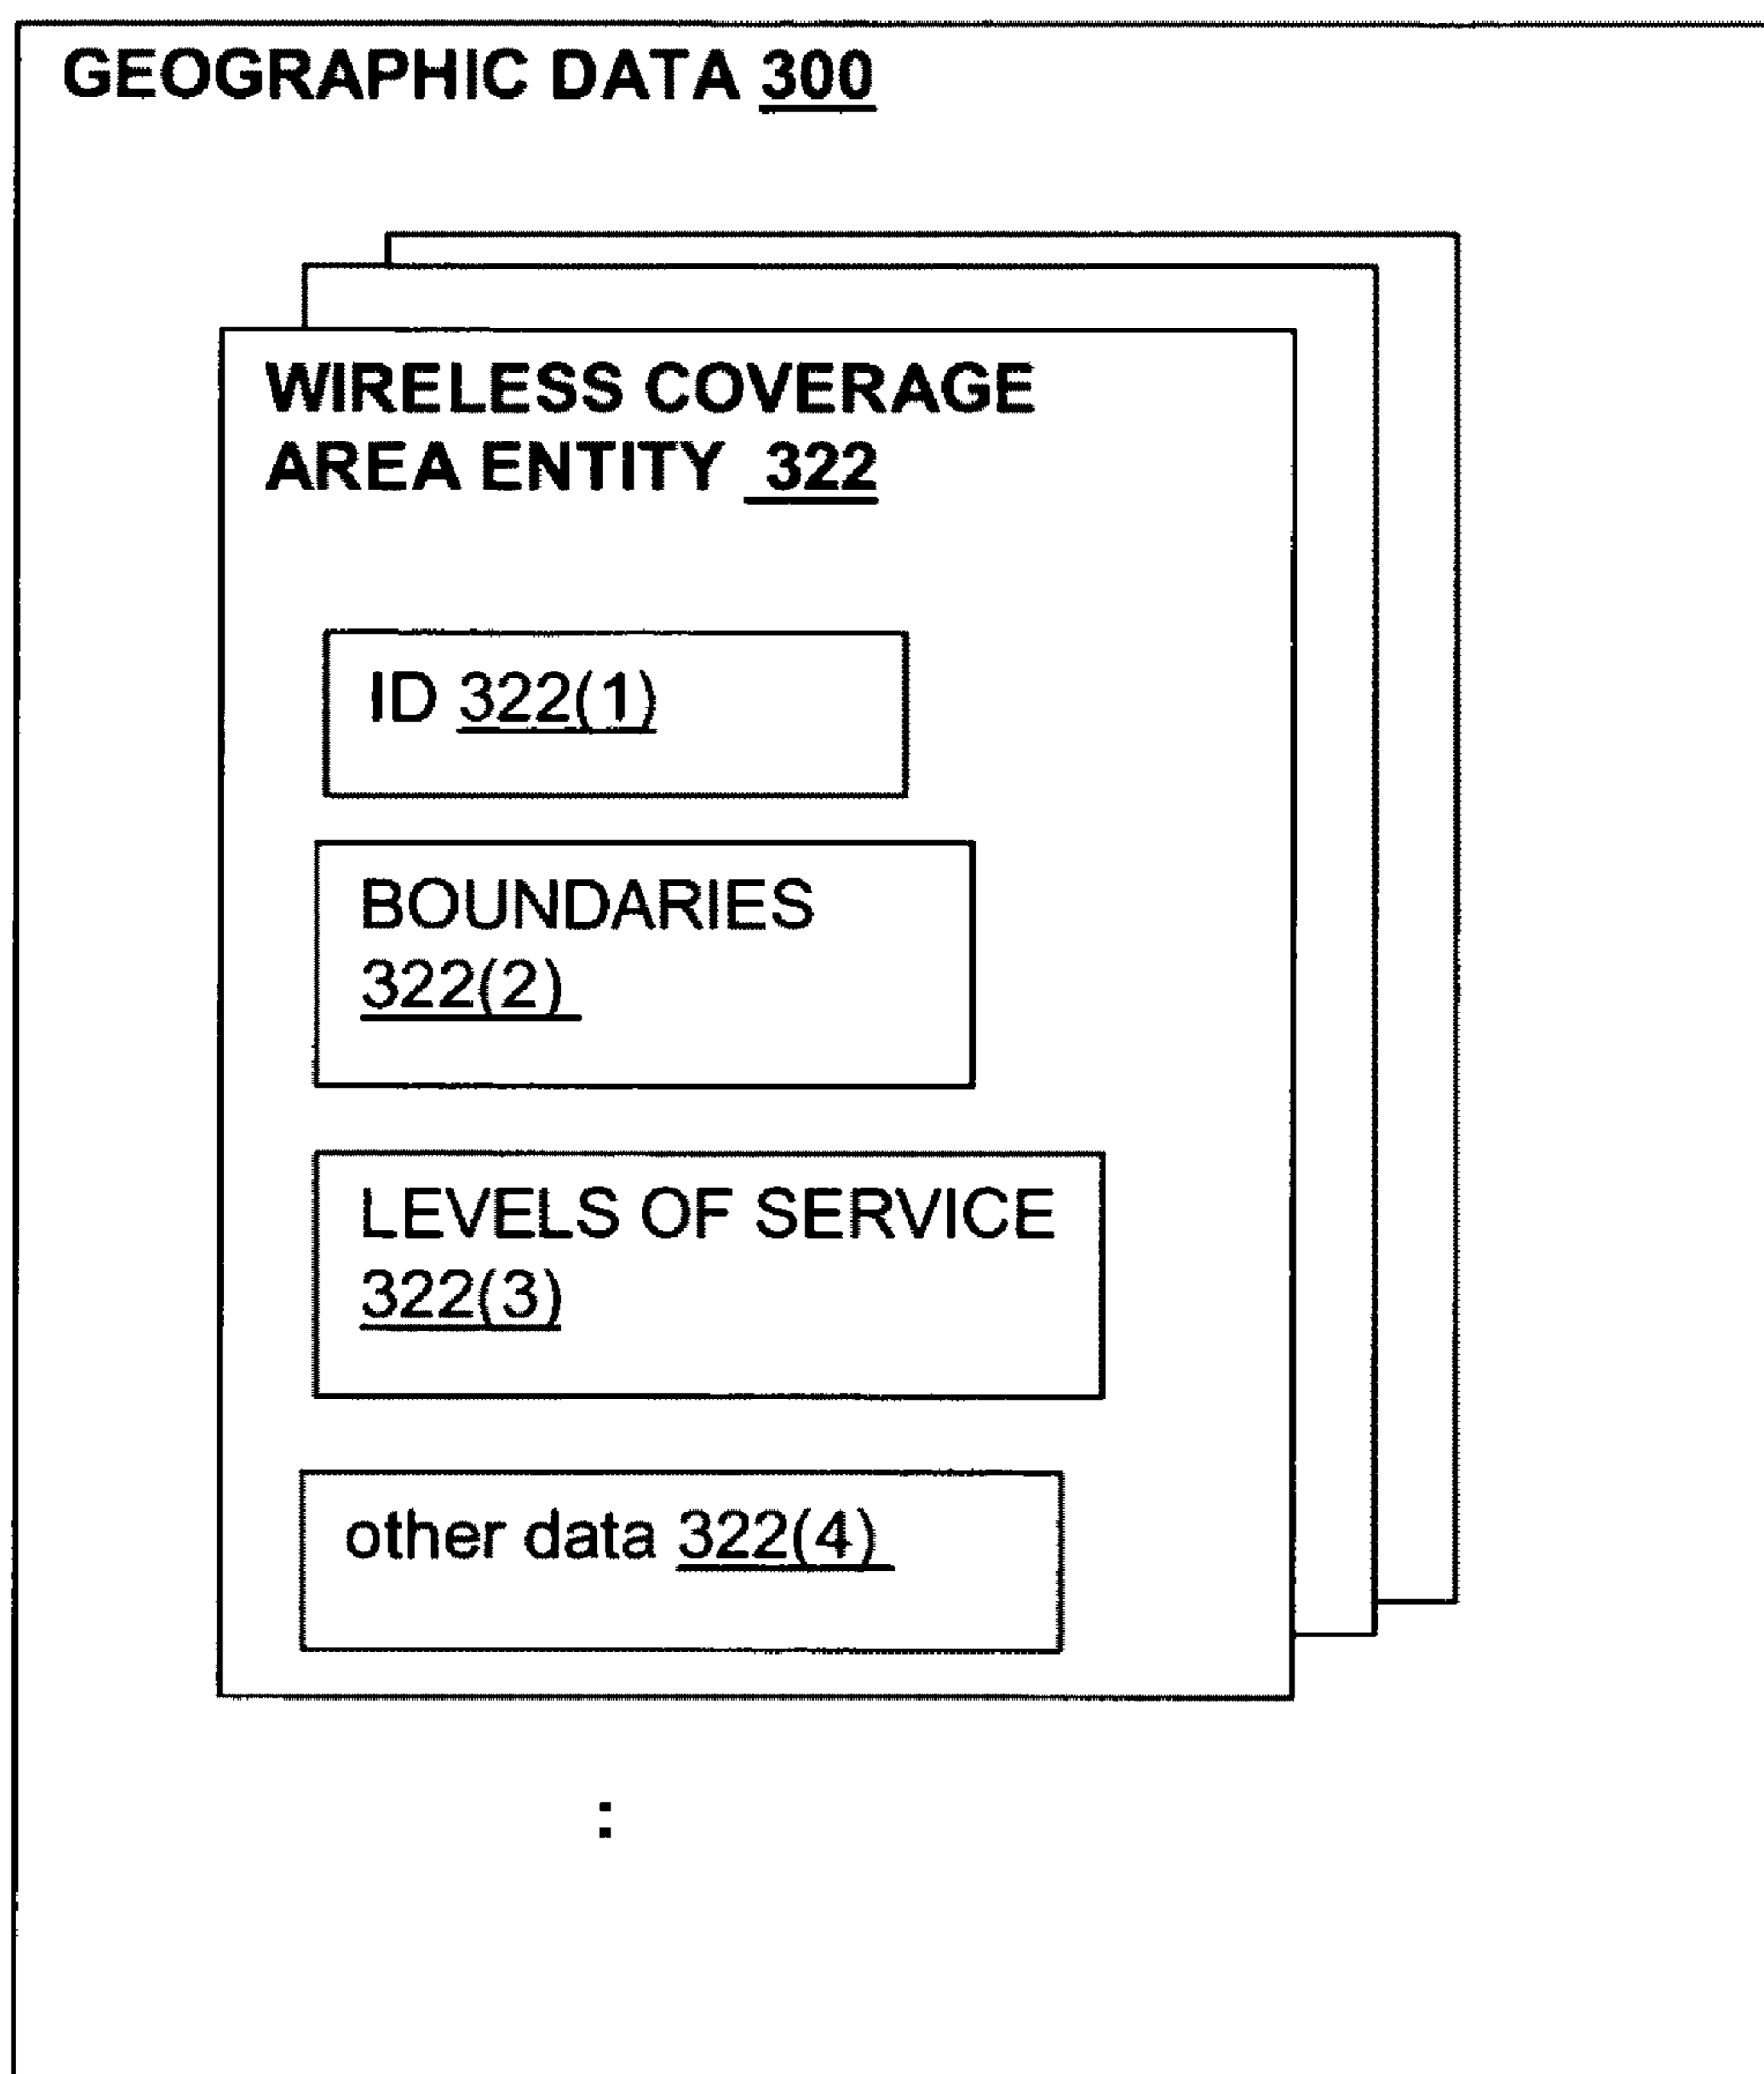 GEOGRAPHIC DATA 300
WIRELESS COVERAGE
AREA ENTITY 322
ID 322(1)
BOUNDARIES
322(2)
LEVELS OF SERVICE
322(3)
other data 322(4)
: